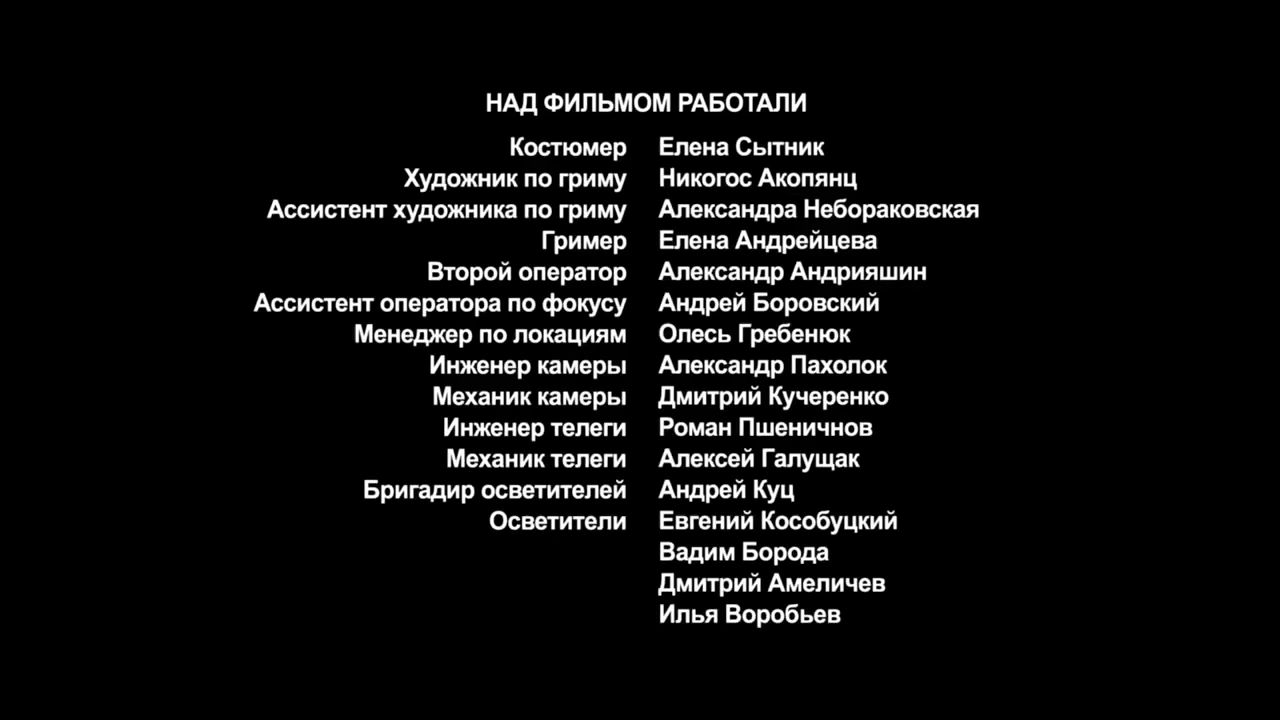 НАД ФИЛЬМОМ РАБОТАЛИ
Костюмер Елена Сытник
Художник по гриму Никогос Акопянц
Ассистент художника по гриму Александра Небораковская
Гример Елена Андрейцева
Второй оператор Александр Андрияшин
Ассистент оператора по фокусу Андрей Боровский
Менеджер по локациям Олесь Гребенюк
Инженер камеры Александр Пахолок
Механик камеры Дмитрий Кучеренко
Инженер телеги Роман Пшеничнов
Механик телеги Алексей Галущак
Бригадир осветителей Андрей Куц
Осветители Евгений Кособуцкий
Вадим Борода
Дмитрий Амеличев
Илья Воробьев